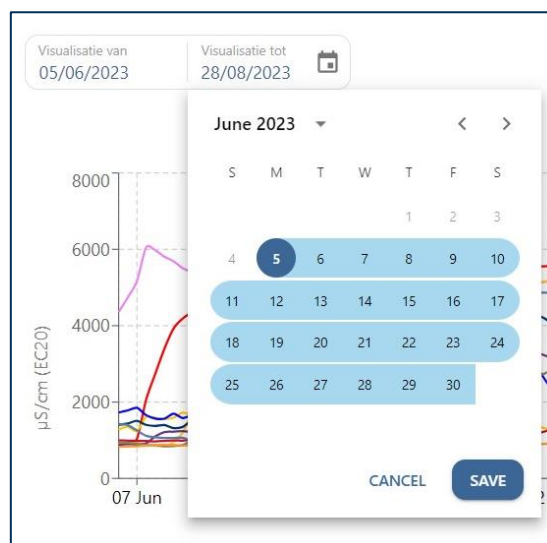 Visualisatie van Visualisatie tot
05/06/2023 28/08/2023
June 2023
S M T W T F S
1 2 3
4 5 6 7 8 9 10
11 12 13 14 15 16 17
18 19 20 21 22 23 24
25 26 27 28 29 30
CANCEL SAVE
8000
6000
4000
2000
0
µS/cm (EC20)
07 Jun
2